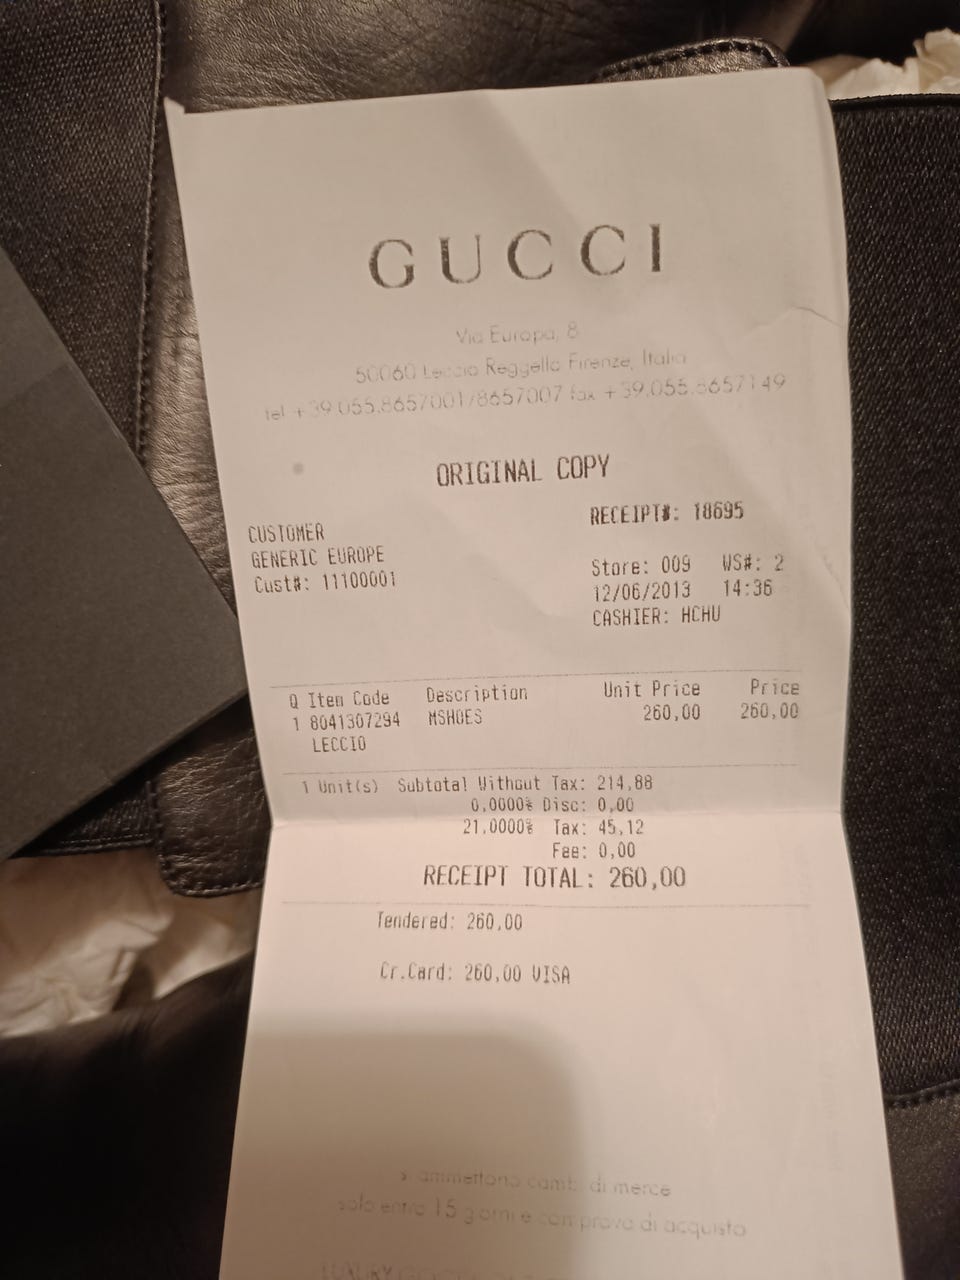 GUCCI
Via Europa, 8
50060 Leccio Reggello Firenze, Italia
tel +39.055.8657001/8657007 fax +39.055.8657149
ORIGINAL COPY
RECEIPT#: 18695
CUSTOMER
GENERIC EUROPE
Cust#: 11100001
Store: 009 WS#: 2
12/06/2013 14:36
CASHIER: HCHU
Q Item Code Description Unit Price Price
1 8041307294 MSHOES 260,00 260,00
LECCIO
1 Unit(s) Subtotal Without Tax: 214,88
0,0000% Disc: 0,00
21,0000% Tax: 45,12
Fee: 0,00
RECEIPT TOTAL: 260,00
Tendered: 260,00
Cr.Card: 260,00 VISA
si ammettono cambi di merce
solo entro 15 giorni e con prova di acquisto
LUXURY